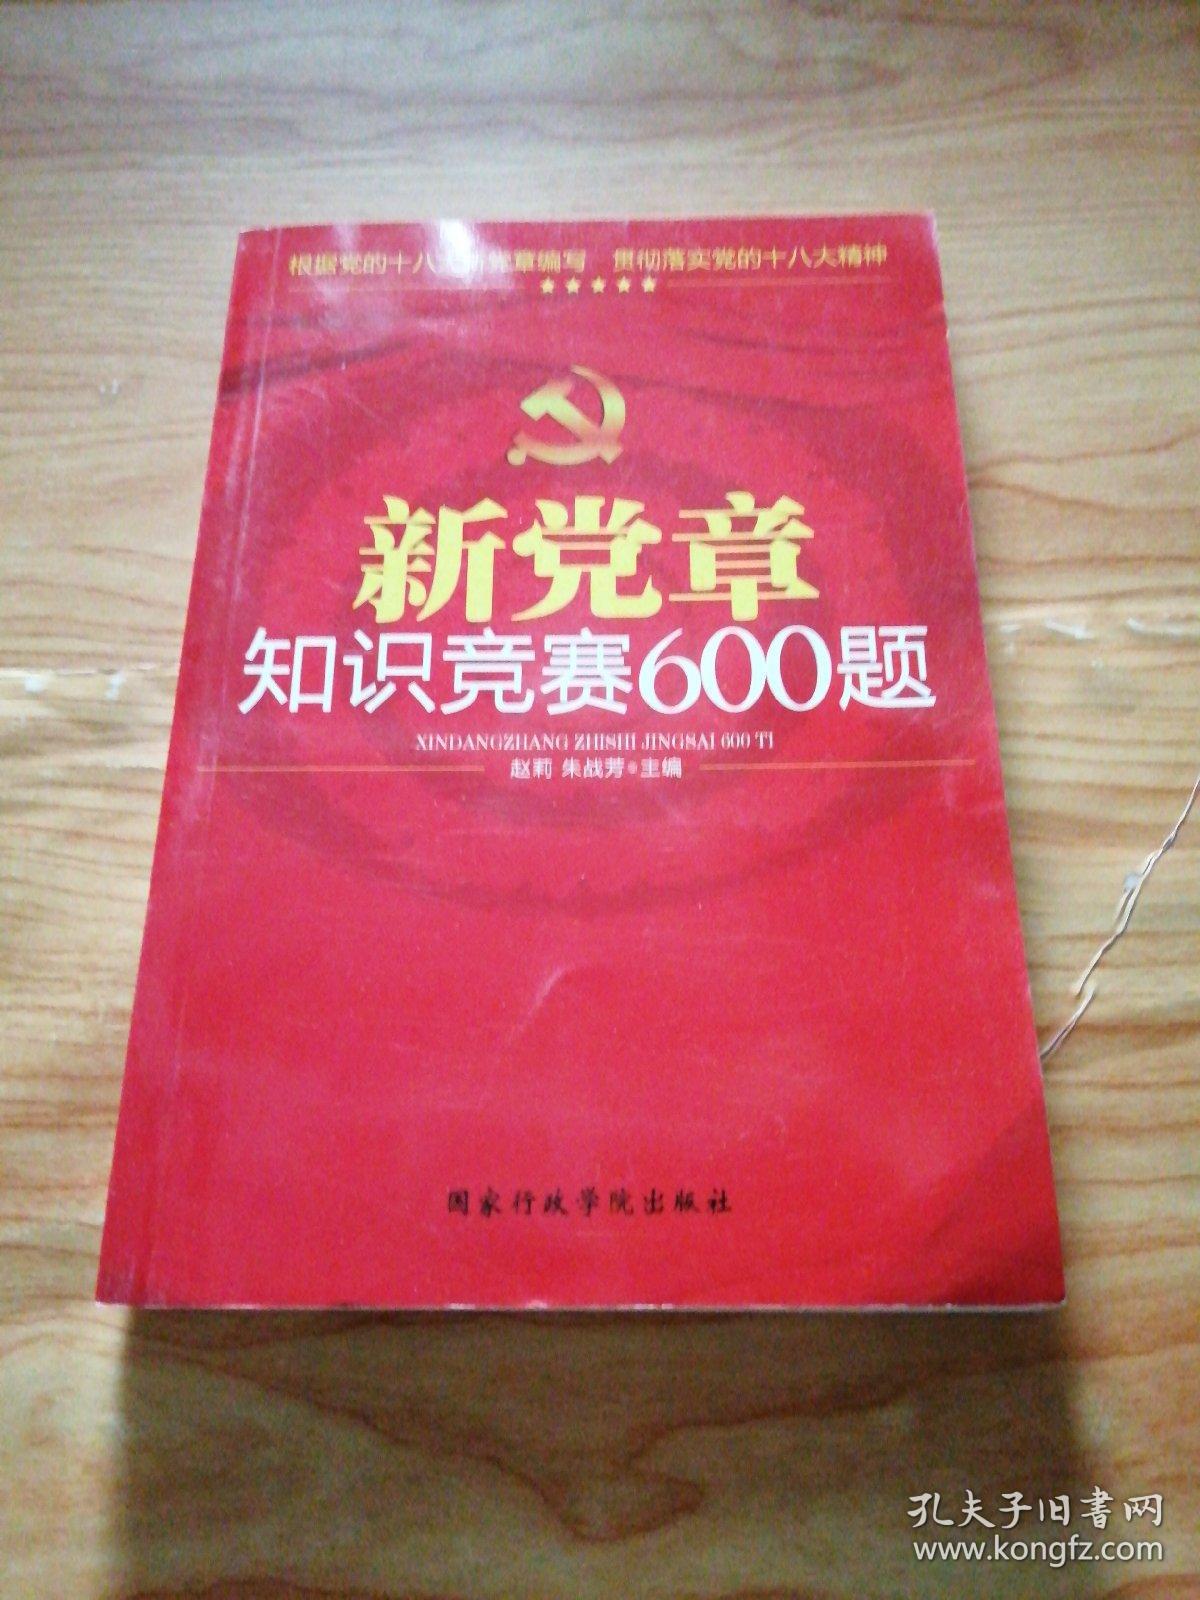 根据党的十八大新党章编写 贯彻落实党的十八大精神
新党章
知识竞赛600题
XINDANGZHANG ZHISHI JINGSAI 600 TI
赵莉 朱战芳·主编
国家行政学院出版社
孔夫子旧书网
www.kongfz.com